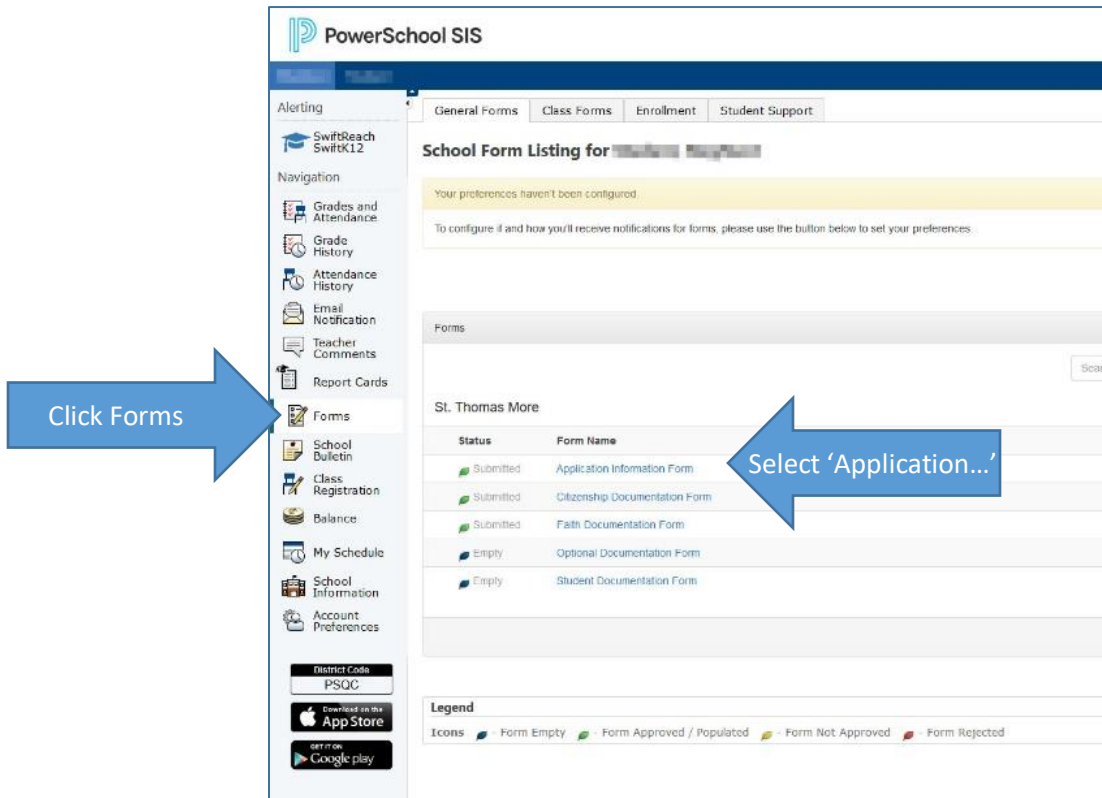 PowerSchool SIS
Alerting
General Forms Class Forms Enrollment Student Support
SwiftReach
SwiftK12
School Form Listing for
Navigation
Your preferences haven't been configured
Grades and
Attendance
To configure if and how you'll receive notifications for forms, please use the button below to set your preferences.
Grade
History
Attendance
History
Email
Notification
Forms
Teacher
Comments
Report Cards
Click Forms
Forms
School
Bulletin
Class
Registration
Balance
My Schedule
School
Information
Account
Preferences
St. Thomas More
Status Form Name
Submitted Application Information Form
Select ‘Application...’
Submitted Citizenship Documentation Form
Submitted Faith Documentation Form
Empty Optional Documentation Form
Empty Student Documentation Form
District Code
PSQC
Download on the
App Store
GET IT ON
Google play
Legend
Icons - Form Empty - Form Approved / Populated - Form Not Approved - Form Rejected